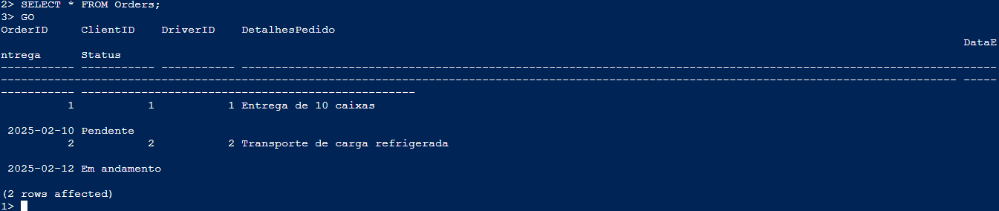 2> SELECT * FROM Orders;
3> GO
OrderID     ClientID    DriverID    DetalhesPedido
                                                                                                                                                DataE
ntrega      Status
----------- ----------- ----------- -----------------------------------------------------------------------------------------------------------------
----------------------------------------------------------------------------------------------------------------------------------------------- -----
----------- --------------------------------------------------
          1           1           1 Entrega de 10 caixas
 2025-02-10 Pendente
          2           2           2 Transporte de carga refrigerada
 2025-02-12 Em andamento
(2 rows affected)
1>